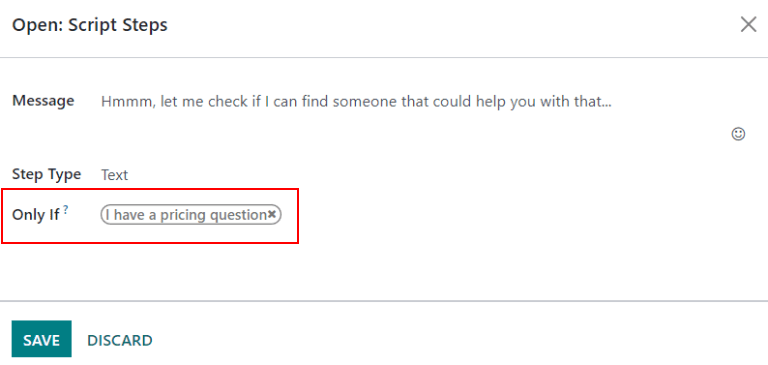 Open: Script Steps
Message Hmmm, let me check if I can find someone that could help you with that...
Step Type Text
Only If ? I have a pricing question
SAVE DISCARD